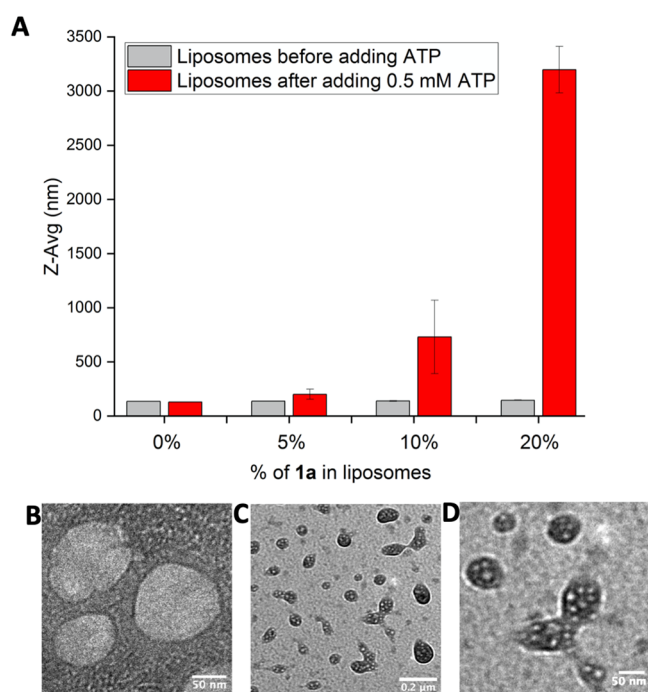 A
Liposomes before adding ATP
Liposomes after adding 0.5 mM ATP
Z-Avg (nm)
3500
3000
2500
2000
1500
1000
500
0
0% 5% 10% 20%
% of 1a in liposomes
B
50 nm
C
0.2 µm
D
50 nm